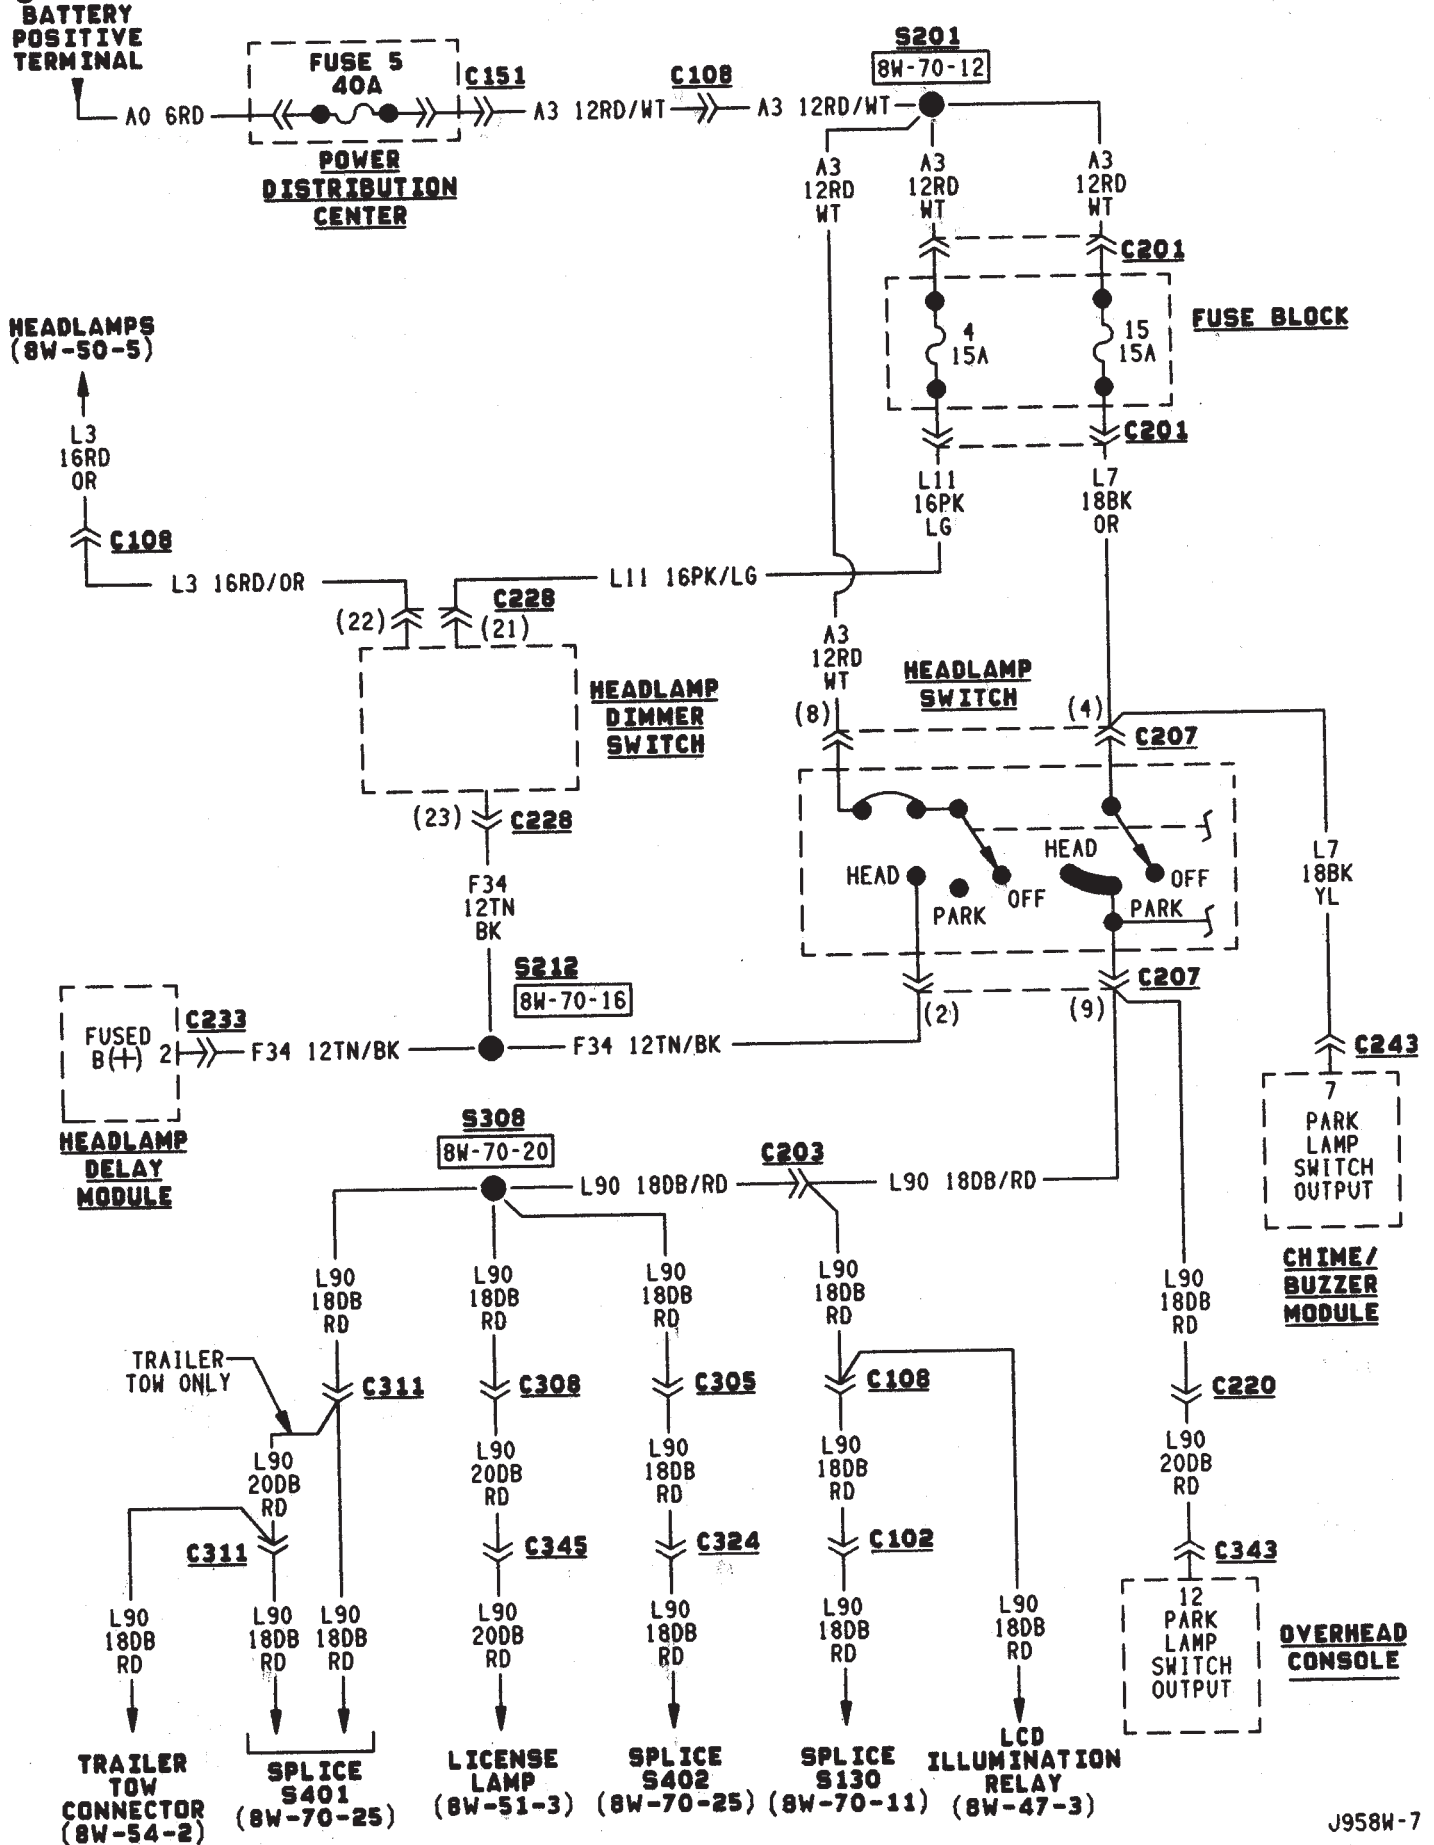 BATTERY
POSITIVE
TERMINAL
A0 6RD
FUSE 5
40A
POWER
DISTRIBUTION
CENTER
C151
A3 12RD/WT
C108
A3 12RD/WT
S201
8W-70-12
A3
12RD
WT
A3
12RD
WT
A3
12RD
WT
C201
4
15A
15
15A
FUSE BLOCK
C201
L11
16PK
LG
L7
18BK
OR
HEADLAMPS
(8W-50-5)
L3
16RD
OR
C108
L3 16RD/OR
L11 16PK/LG
(22)
C228
(21)
HEADLAMP
DIMMER
SWITCH
(23)
C228
F34
12TN
BK
A3
12RD
WT
HEADLAMP
SWITCH
(8)
(4)
C207
HEAD
PARK
OFF
HEAD
OFF
PARK
C207
(2)
(9)
L7
18BK
YL
S212
8W-70-16
FUSED
B(+) 2
C233
F34 12TN/BK
F34 12TN/BK
HEADLAMP
DELAY
MODULE
C243
7
PARK
LAMP
SWITCH
OUTPUT
CHIME/
BUZZER
MODULE
S308
8W-70-20
L90 18DB/RD
C203
L90 18DB/RD
L90
18DB
RD
L90
18DB
RD
L90
18DB
RD
L90
18DB
RD
L90
18DB
RD
TRAILER
TOW ONLY
C311
C308
C305
C108
C220
L90
20DB
RD
L90
20DB
RD
L90
18DB
RD
L90
18DB
RD
L90
20DB
RD
C311
C345
C324
C102
C343
L90
18DB
RD
L90
18DB
RD
L90
18DB
RD
L90
20DB
RD
L90
18DB
RD
L90
18DB
RD
L90
18DB
RD
12
PARK
LAMP
SWITCH
OUTPUT
OVERHEAD
CONSOLE
TRAILER
TOW
CONNECTOR
(8W-54-2)
SPLICE
S401
(8W-70-25)
LICENSE
LAMP
(8W-51-3)
SPLICE
S402
(8W-70-25)
SPLICE
S130
(8W-70-11)
LCD
ILLUMINATION
RELAY
(8W-47-3)
J958W-7